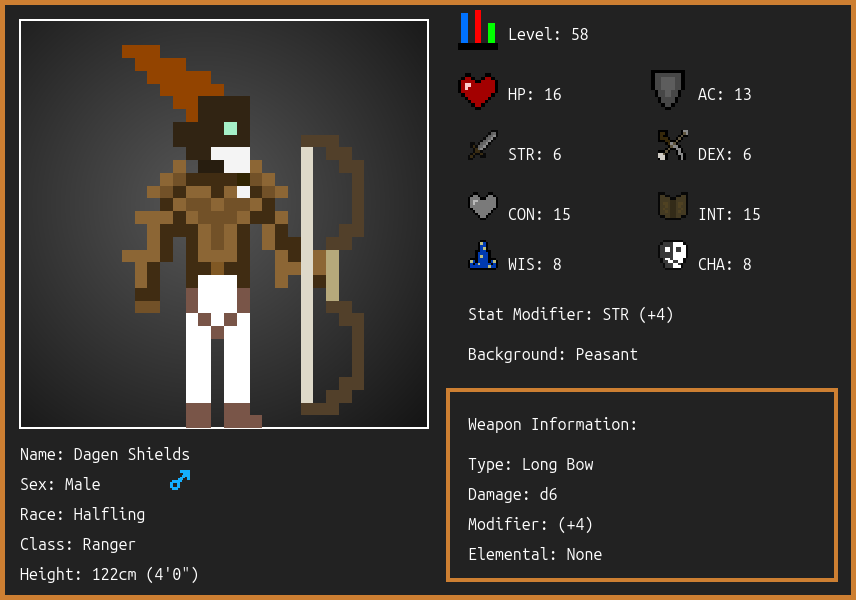 Level: 58
HP: 16
AC: 13
STR: 6
DEX: 6
CON: 15
INT: 15
WIS: 8
CHA: 8
Stat Modifier: STR (+4)
Background: Peasant
Weapon Information:
Type: Long Bow
Damage: d6
Modifier: (+4)
Elemental: None
Name: Dagen Shields
Sex: Male
Race: Halfling
Class: Ranger
Height: 122cm (4'0")